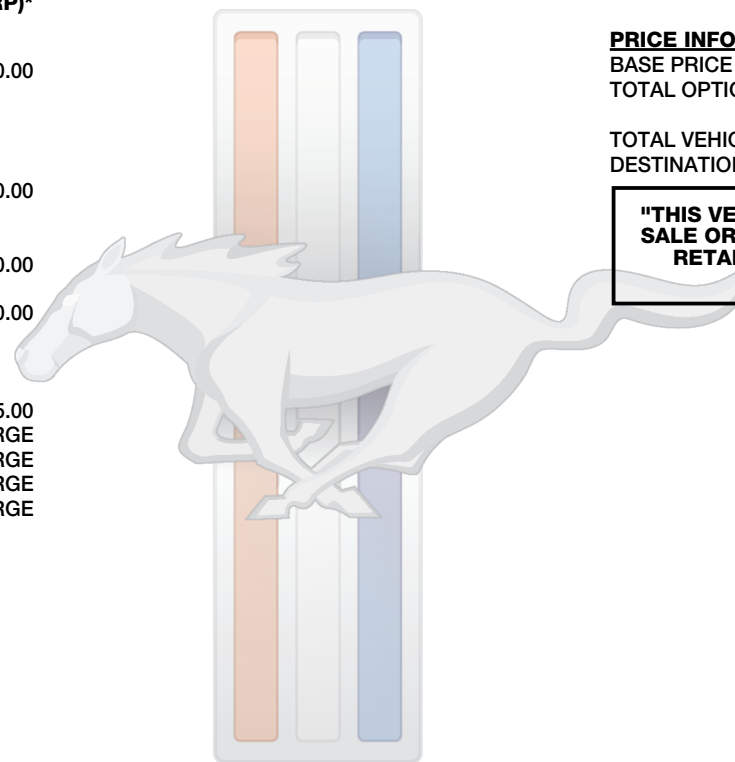 RP)*
0.00
0.00
0.00
0.00
5.00
RGE
RGE
RGE
RGE
PRICE INFO
BASE PRICE
TOTAL OPTIO
TOTAL VEHIC
DESTINATION
"THIS VE
SALE OR
RETAI